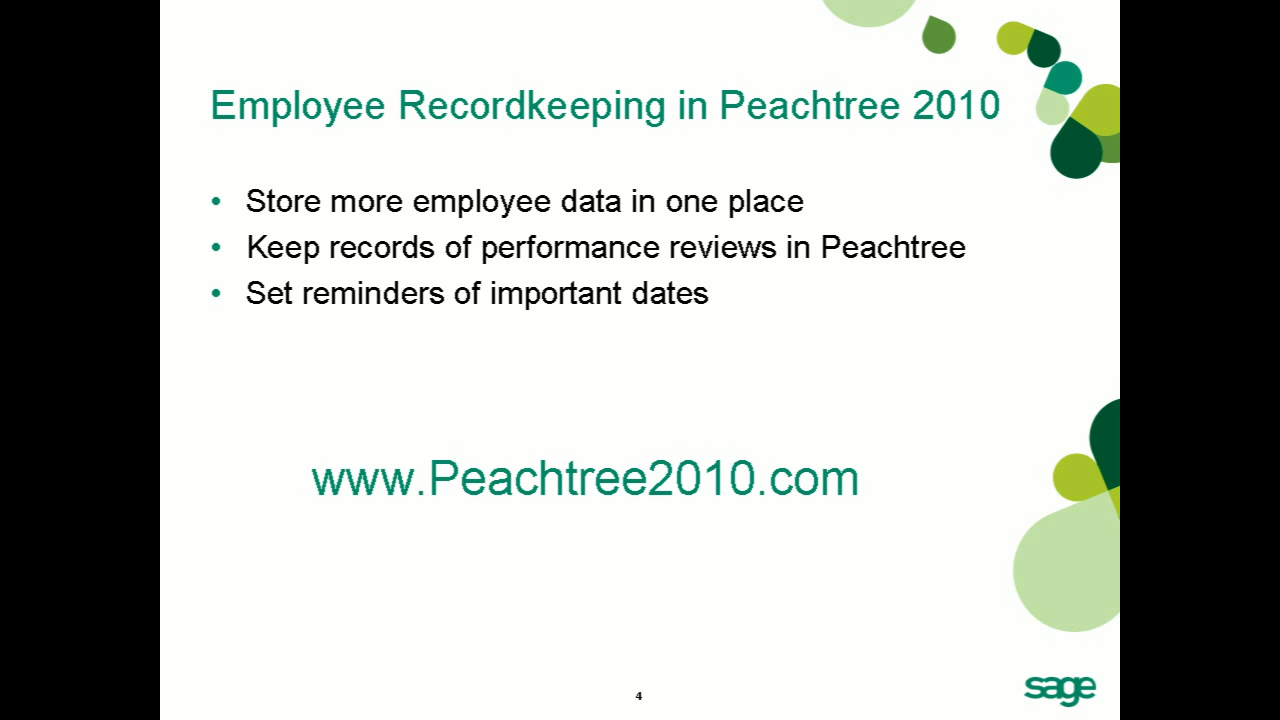 Employee Recordkeeping in Peachtree 2010
• Store more employee data in one place
• Keep records of performance reviews in Peachtree
• Set reminders of important dates
www.Peachtree2010.com
4
sage